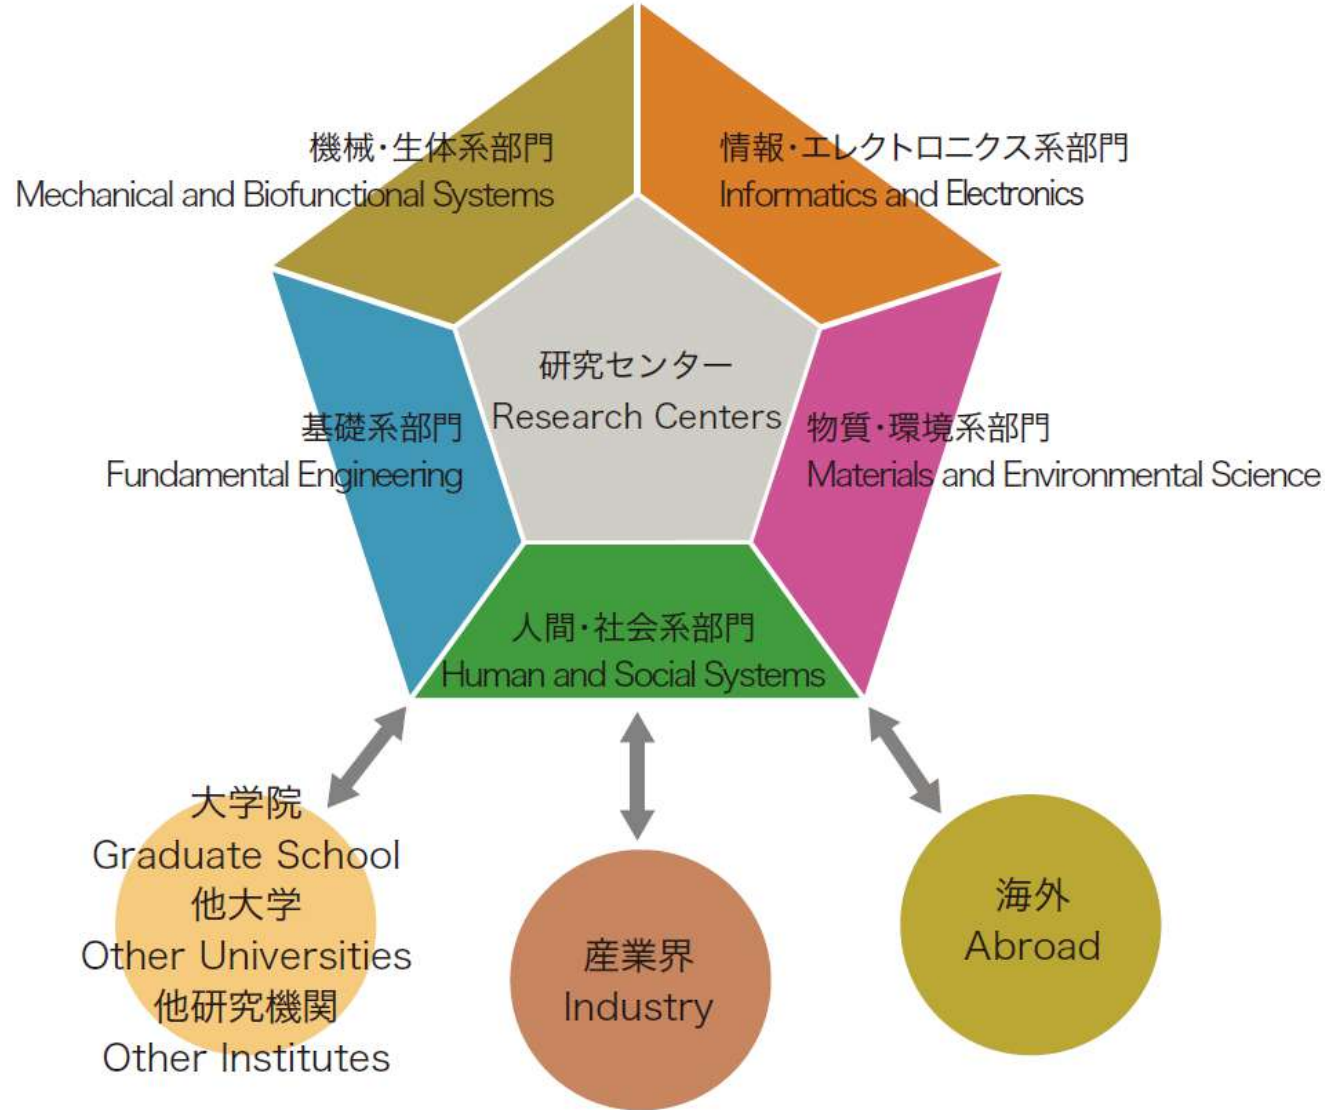 機械・生体系部門
Mechanical and Biofunctional Systems
情報・エレクトロニクス系部門
Informatics and Electronics
研究センター
Research Centers
基礎系部門
Fundamental Engineering
物質・環境系部門
Materials and Environmental Science
人間・社会系部門
Human and Social Systems
大学院
Graduate School
他大学
Other Universities
他研究機関
Other Institutes
産業界
Industry
海外
Abroad